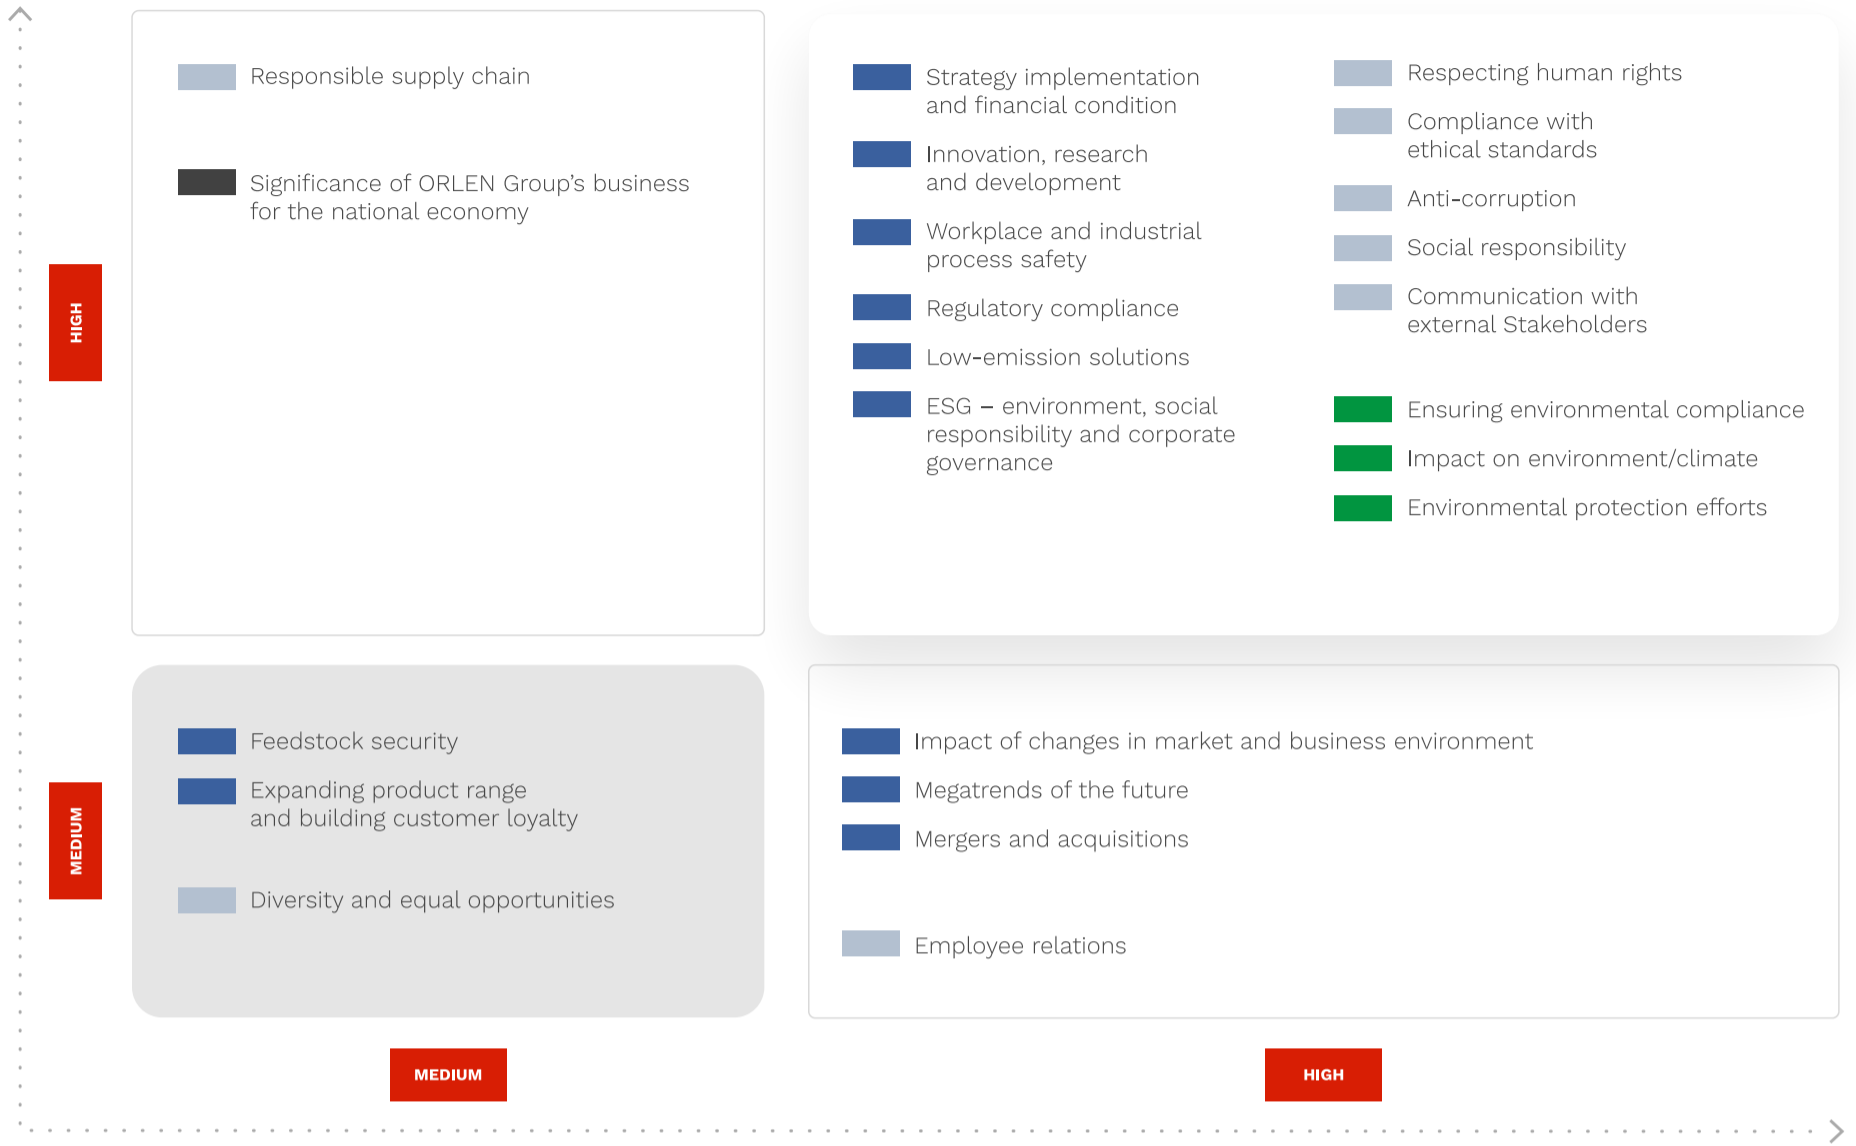 HIGH
Responsible supply chain
Significance of ORLEN Group’s business
for the national economy
Strategy implementation
and financial condition
Innovation, research
and development
Workplace and industrial
process safety
Regulatory compliance
Low-emission solutions
ESG – environment, social
responsibility and corporate
governance
Respecting human rights
Compliance with
ethical standards
Anti-corruption
Social responsibility
Communication with
external Stakeholders
Ensuring environmental compliance
Impact on environment/climate
Environmental protection efforts
MEDIUM
Feedstock security
Expanding product range
and building customer loyalty
Diversity and equal opportunities
Impact of changes in market and business environment
Megatrends of the future
Mergers and acquisitions
Employee relations
MEDIUM
HIGH